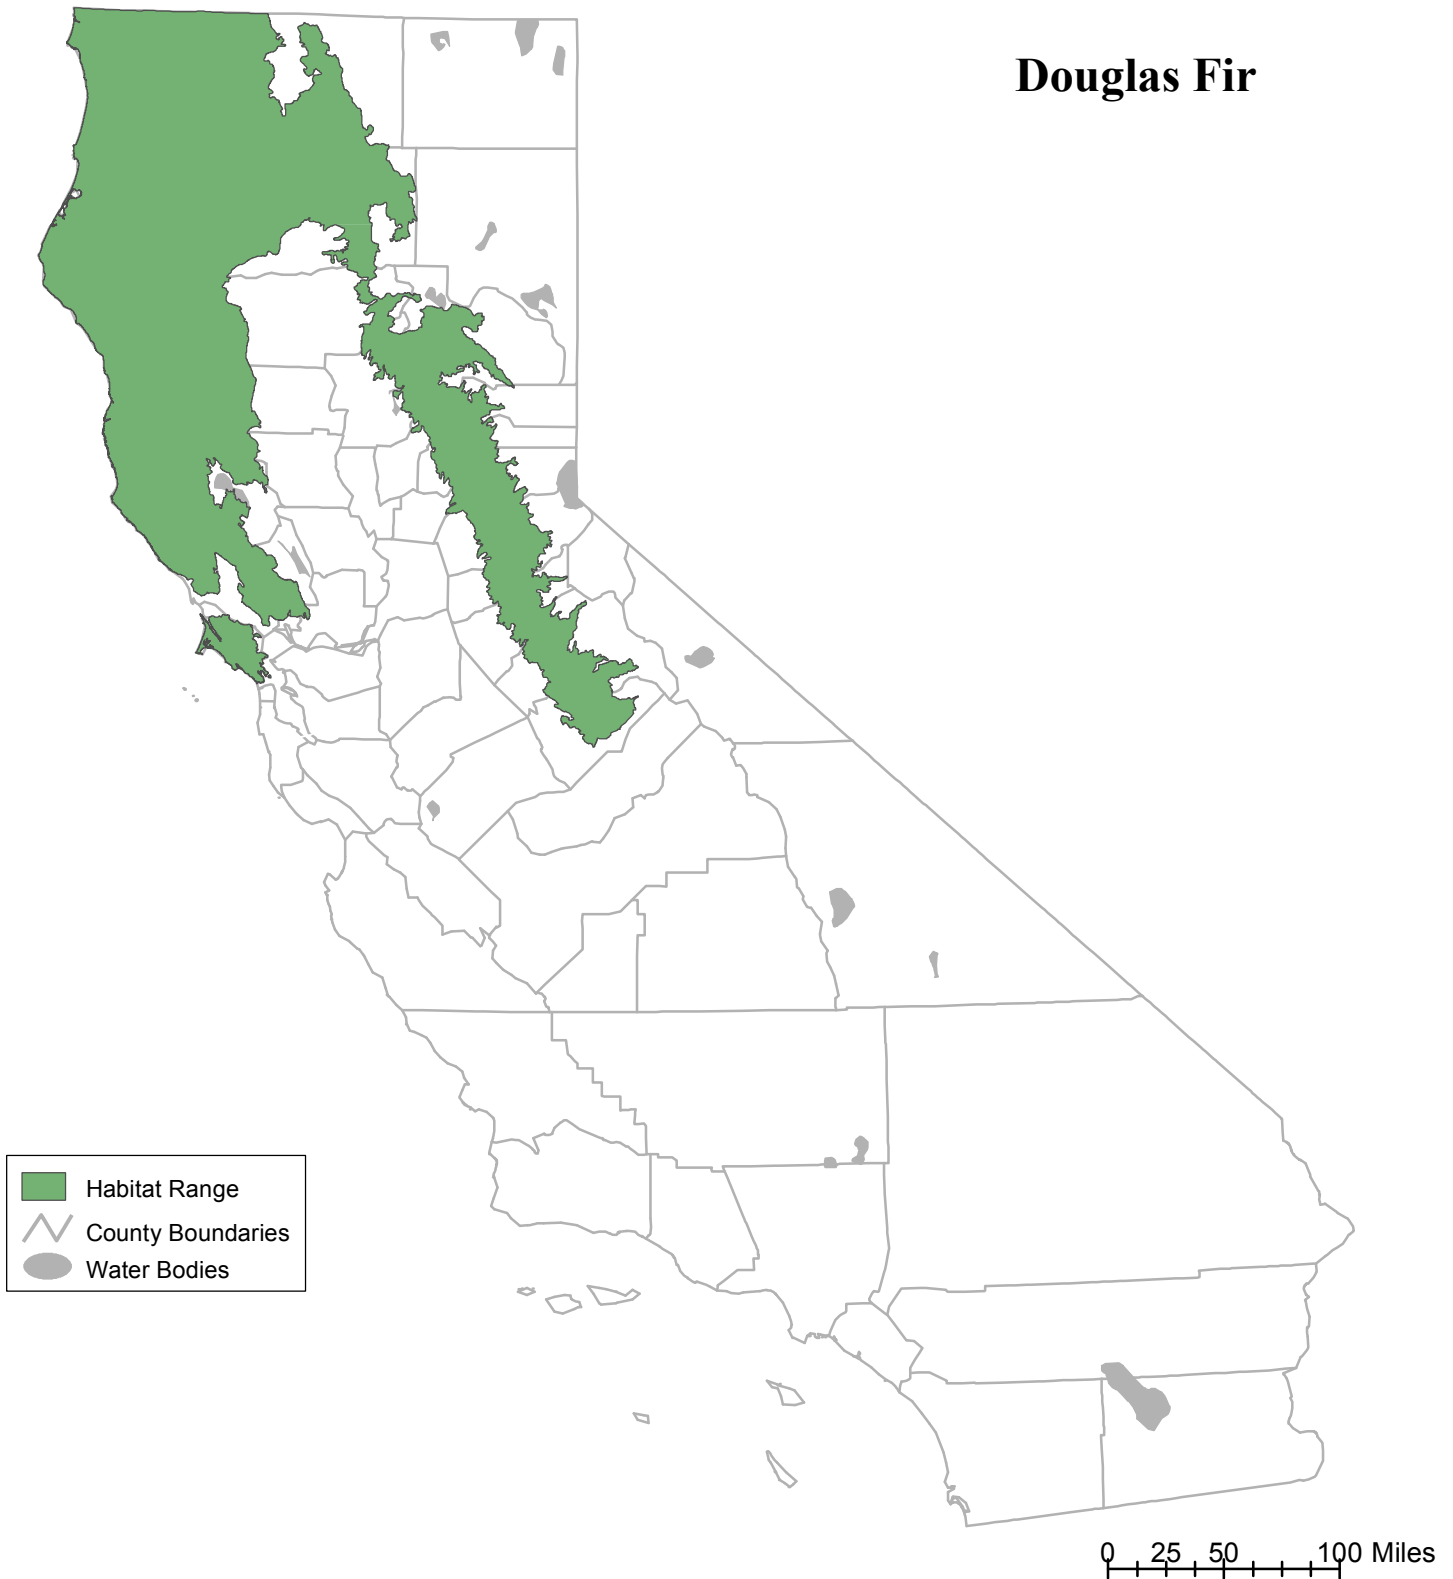 Douglas Fir
Habitat Range
County Boundaries
Water Bodies
0 25 50 100 Miles